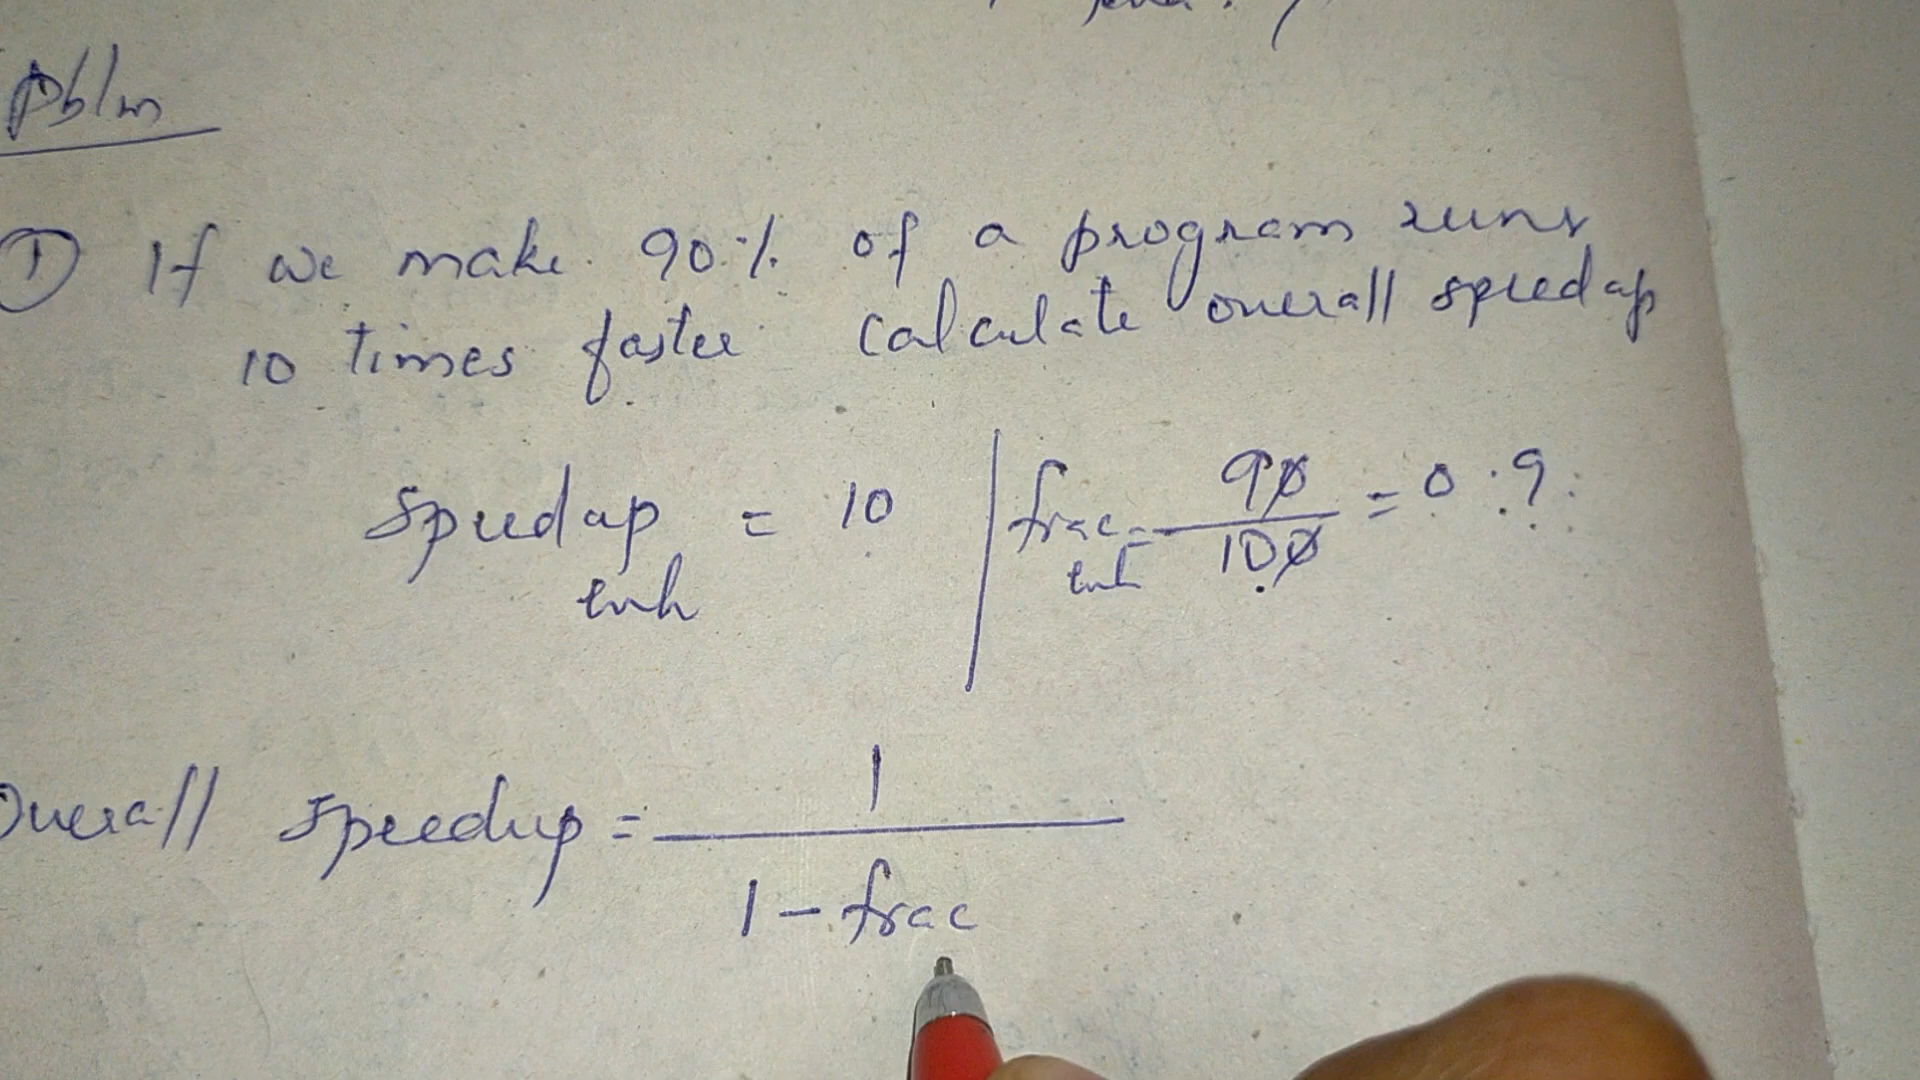 Pblm
① If we make 90% of a program runs
10 times faster calculate overall speedup
speedup enh = 10 | frac enh = 90/100 = 0.9
Overall speedup = 1 / 1 - frac